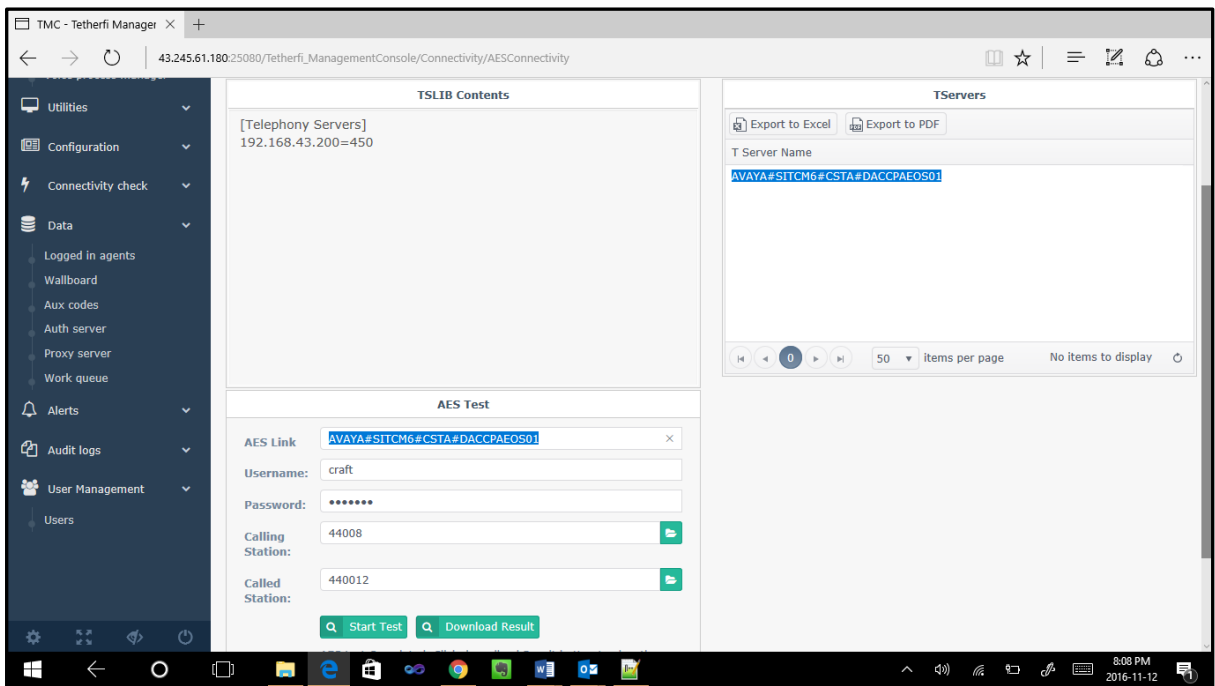 TMC - Tetherfi Manager
43.245.61.180:25080/Tetherfi_ManagementConsole/Connectivity/AESConnectivity
Utilities
Configuration
Connectivity check
Data
Logged in agents
Wallboard
Aux codes
Auth server
Proxy server
Work queue
Alerts
Audit logs
User Management
Users
TSLIB Contents
[Telephony Servers]
192.168.43.200=450
TServers
Export to Excel Export to PDF
T Server Name
AVAYA#SITCM6#CSTA#DACCPAEOS01
0 50 items per page No items to display
AES Test
AES Link AVAYA#SITCM6#CSTA#DACCPAEOS01
Username: craft
Password: •••••••
Calling Station: 44008
Called Station: 440012
Start Test Download Result
8:08 PM
2016-11-12